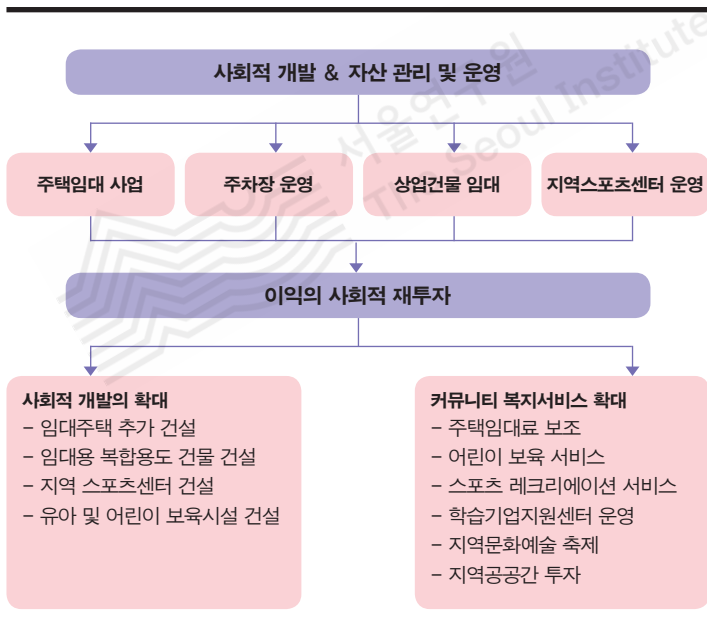 사회적 개발 & 자산 관리 및 운영
주택임대 사업
주차장 운영
상업건물 임대
지역스포츠센터 운영
이익의 사회적 재투자
사회적 개발의 확대
– 임대주택 추가 건설
– 임대용 복합용도 건물 건설
– 지역 스포츠센터 건설
– 유아 및 어린이 보육시설 건설
커뮤니티 복지서비스 확대
– 주택임대료 보조
– 어린이 보육 서비스
– 스포츠 레크리에이션 서비스
– 학습기업지원센터 운영
– 지역문화예술 축제
– 지역공공간 투자
서울연구원
The Seoul Institute